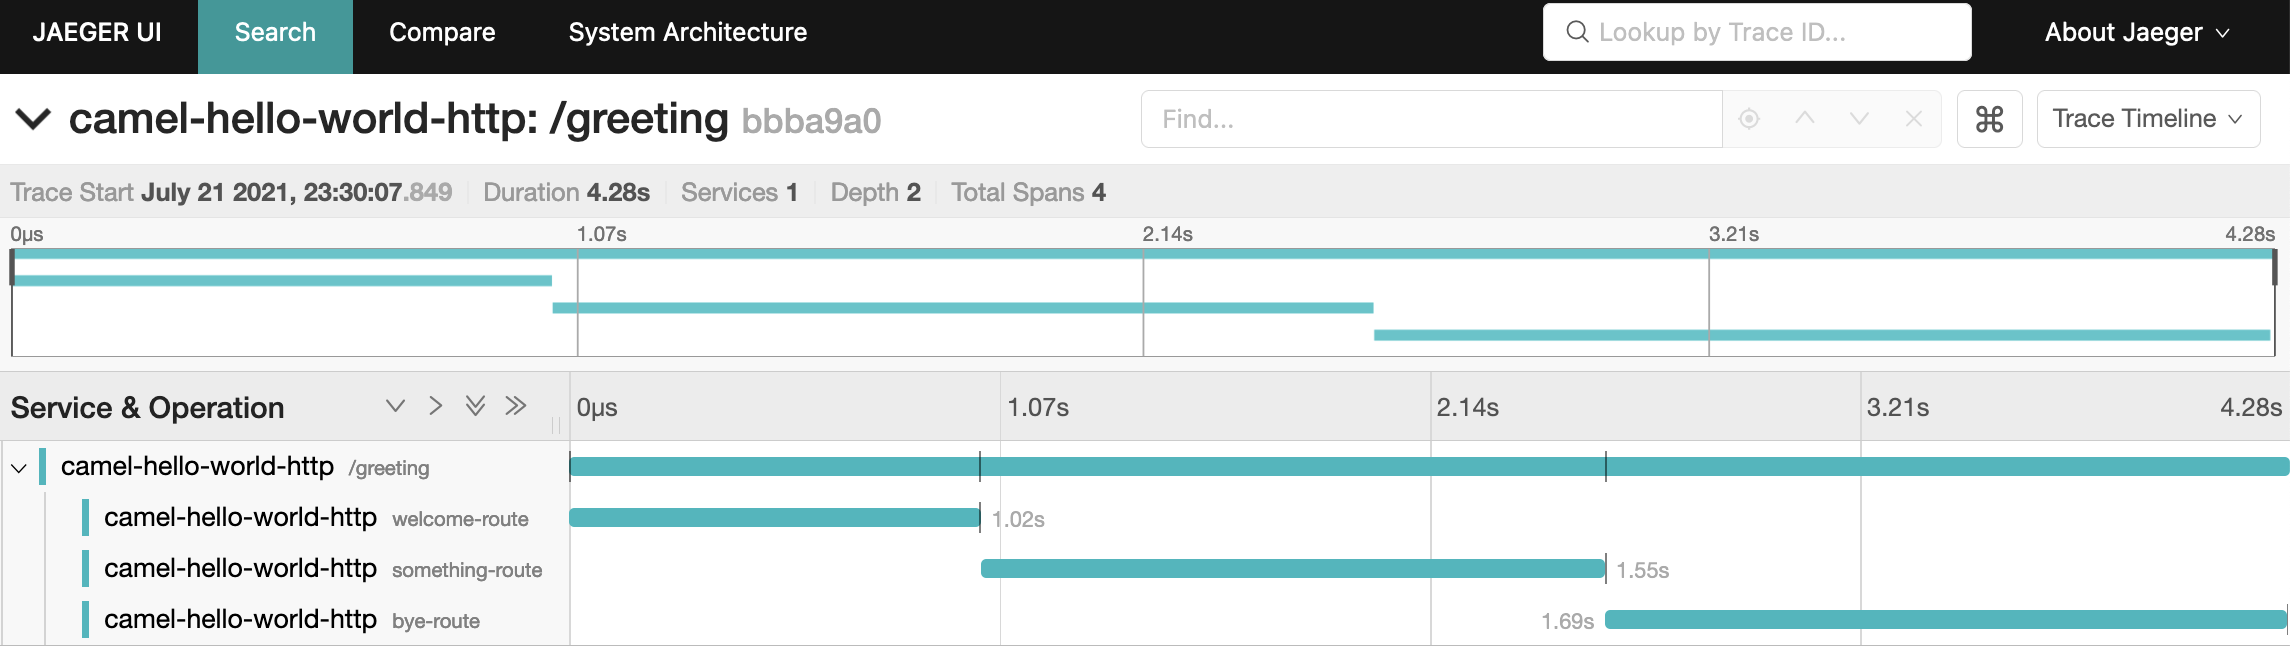 JAEGER UI Search Compare System Architecture Lookup by Trace ID... About Jaeger
camel-hello-world-http: /greeting bbba9a0 Find... ⌘ Trace Timeline
Trace Start July 21 2021, 23:30:07.849 Duration 4.28s Services 1 Depth 2 Total Spans 4
0μs 1.07s 2.14s 3.21s 4.28s
Service & Operation 0μs 1.07s 2.14s 3.21s 4.28s
camel-hello-world-http /greeting
camel-hello-world-http welcome-route 1.02s
camel-hello-world-http something-route 1.55s
camel-hello-world-http bye-route 1.69s